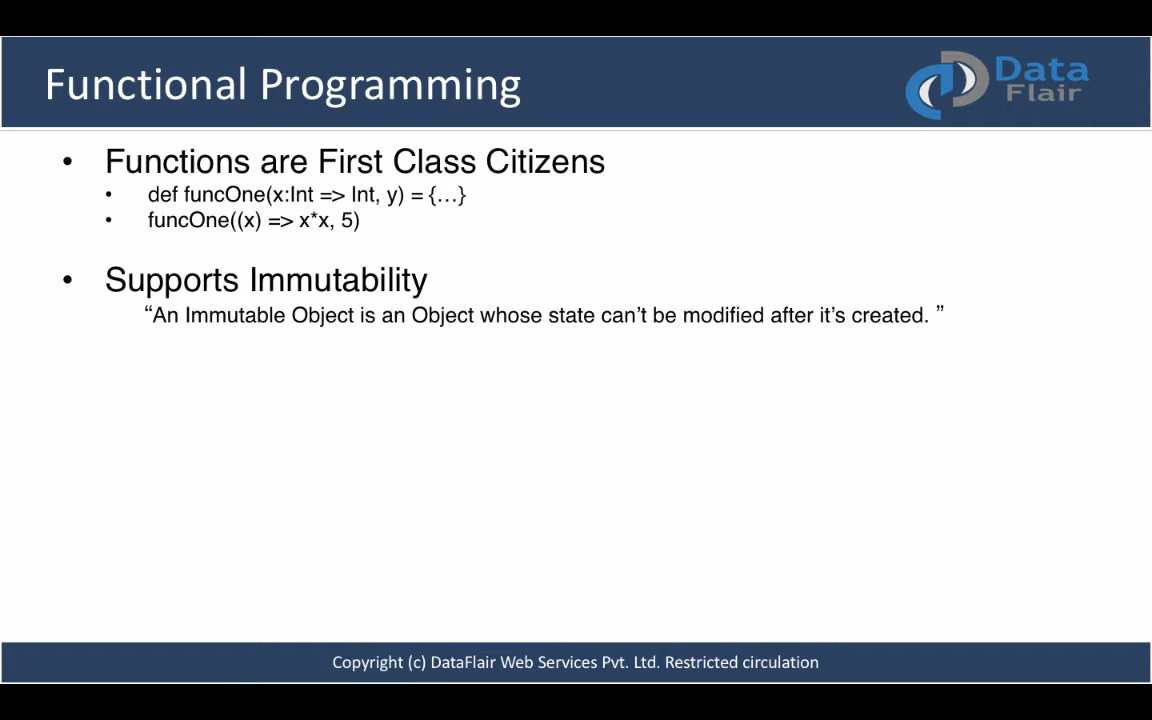 Functional Programming
Data
Flair
• Functions are First Class Citizens
• def funcOne(x:Int => Int, y) = {…}
• funcOne((x) => x*x, 5)
• Supports Immutability
“An Immutable Object is an Object whose state can’t be modified after it’s created. ”
Copyright (c) DataFlair Web Services Pvt. Ltd. Restricted circulation